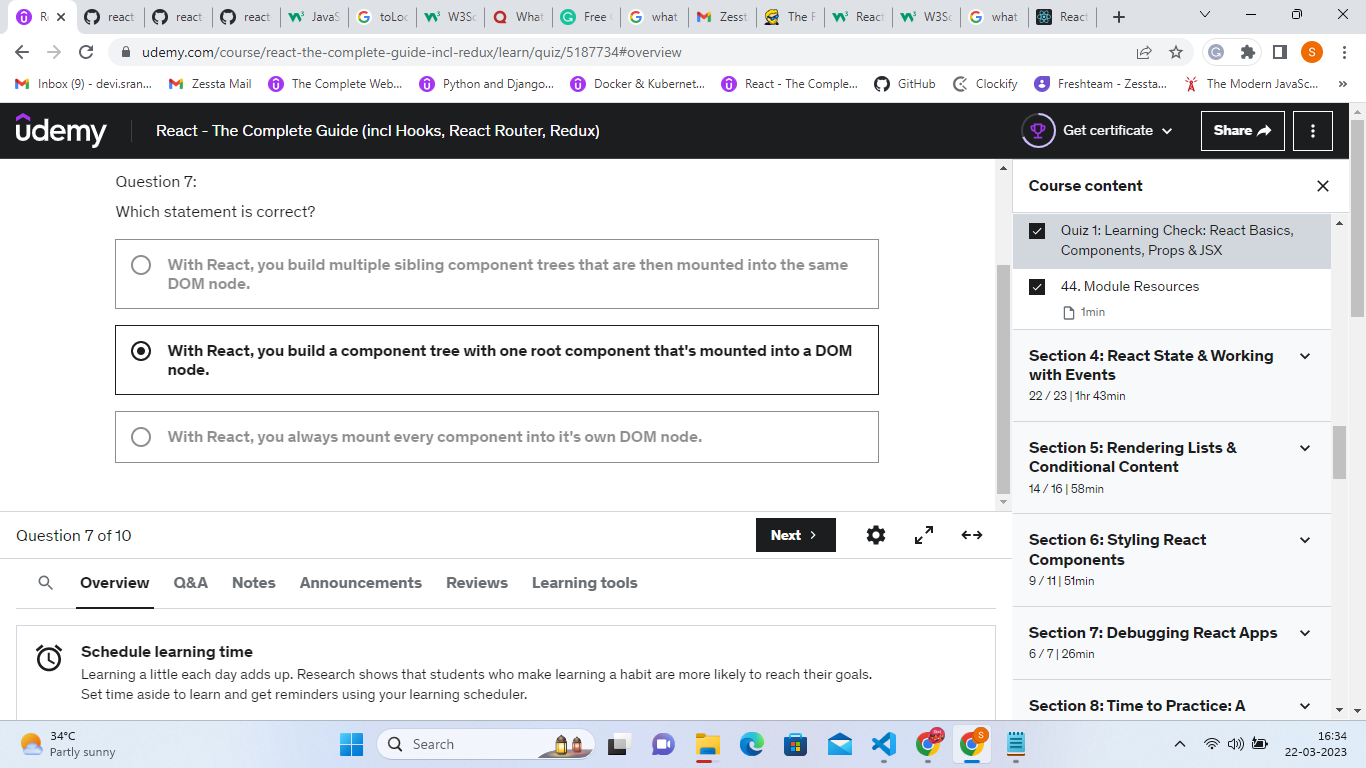 R
react
react
react
JavaS
toLoc
W3Sc
What
Free
what
Zesst
The F
React
W3Sc
what
React
udemy.com/course/react-the-complete-guide-incl-redux/learn/quiz/5187734#overview
S
Inbox (9) - devi.sran...
Zessta Mail
The Complete Web...
Python and Django...
Docker & Kubernet...
React - The Comple...
GitHub
Clockify
Freshteam - Zessta...
The Modern JavaSc...
»
udemy
React - The Complete Guide (incl Hooks, React Router, Redux)
Get certificate
Share
Question 7:
Which statement is correct?
With React, you build multiple sibling component trees that are then mounted into the same
DOM node.
With React, you build a component tree with one root component that's mounted into a DOM
node.
With React, you always mount every component into it's own DOM node.
Question 7 of 10
Next
Overview
Q&A
Notes
Announcements
Reviews
Learning tools
Schedule learning time
Learning a little each day adds up. Research shows that students who make learning a habit are more likely to reach their goals.
Set time aside to learn and get reminders using your learning scheduler.
Course content
Quiz 1: Learning Check: React Basics,
Components, Props & JSX
44. Module Resources
1min
Section 4: React State & Working
with Events
22 / 23 | 1hr 43min
Section 5: Rendering Lists &
Conditional Content
14 / 16 | 58min
Section 6: Styling React
Components
9 / 11 | 51min
Section 7: Debugging React Apps
6 / 7 | 26min
Section 8: Time to Practice: A
34°C
Partly sunny
Search
S
16:34
22-03-2023